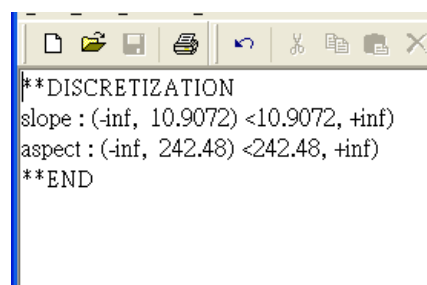 **DISCRETIZATION
slope : (-inf, 10.9072) <10.9072, +inf)
aspect : (-inf, 242.48) <242.48, +inf)
**END